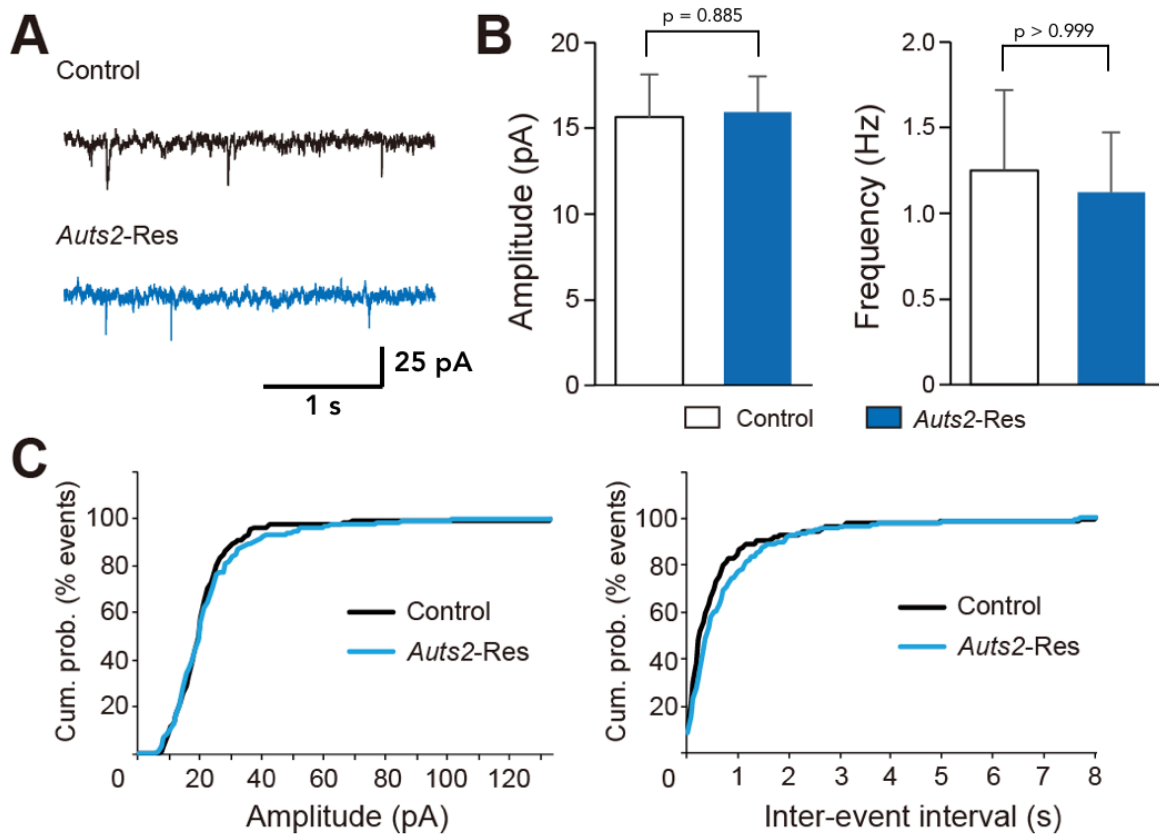 A
Control
Auts2-Res
25 pA
1 s
B
p = 0.885
20
15
10
5
0
Amplitude (pA)
p > 0.999
2.0
1.5
1.0
0.5
0
Frequency (Hz)
Control
Auts2-Res
C
Cum. prob. (% events)
100
80
60
40
20
0
20
40
60
80
100
120
Amplitude (pA)
Control
Auts2-Res
Cum. prob. (% events)
100
80
60
40
20
0
1
2
3
4
5
6
7
8
Inter-event interval (s)
Control
Auts2-Res